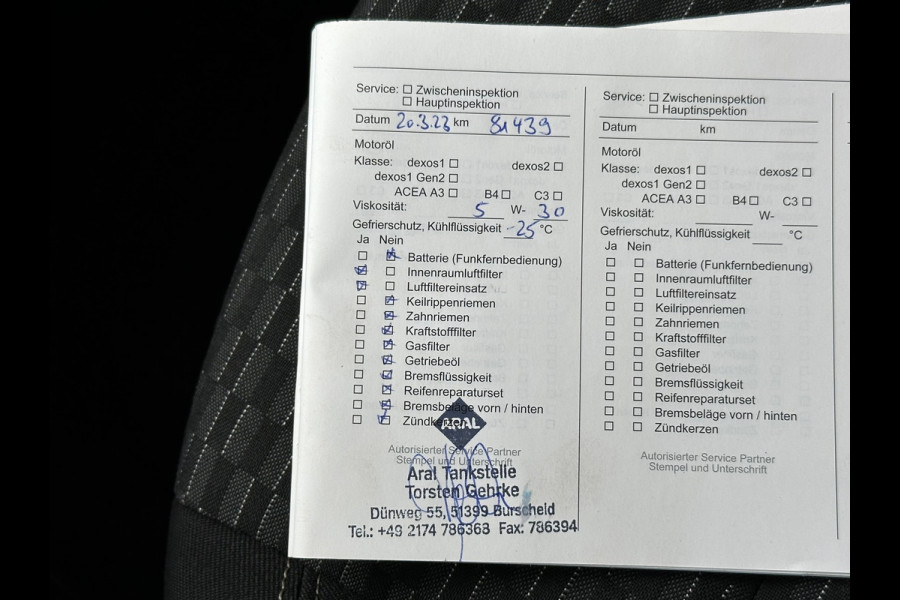 Service: Zwischeninspektion
Hauptinspektion
Datum 20.3.23 km 81439
Motoröl
Klasse: dexos1 dexos2
dexos1 Gen2
ACEA A3 B4 C3
Viskosität: 5 W- 30
Gefrierschutz, Kühlflüssigkeit -25 °C
Ja Nein
Batterie (Funkfernbedienung)
Innenraumluftfilter
Luftfiltereinsatz
Keilrippenriemen
Zahnriemen
Kraftstofffilter
Gasfilter
Getriebeöl
Bremsflüssigkeit
Reifenreparaturset
Bremsbeläge vorn / hinten
Zündkerzen
ARAL
Autorisierter Service Partner
Stempel und Unterschrift
Aral Tankstelle
Torsten Gehrke
Dünweg 55, 51399 Burscheid
Tel.: +49 2174 786363 Fax: 786394
Service: Zwischeninspektion
Hauptinspektion
Datum km
Motoröl
Klasse: dexos1 dexos2
dexos1 Gen2
ACEA A3 B4 C3
Viskosität: W-
Gefrierschutz, Kühlflüssigkeit °C
Ja Nein
Batterie (Funkfernbedienung)
Innenraumluftfilter
Luftfiltereinsatz
Keilrippenriemen
Zahnriemen
Kraftstofffilter
Gasfilter
Getriebeöl
Bremsflüssigkeit
Reifenreparaturset
Bremsbeläge vorn / hinten
Zündkerzen
Autorisierter Service Partner
Stempel und Unterschrift